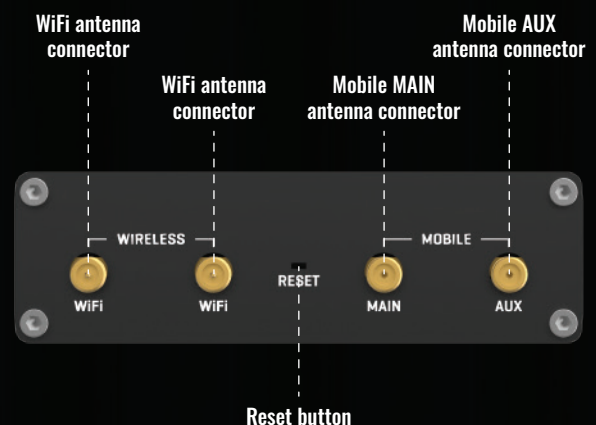 WiFi antenna
connector
Mobile AUX
antenna connector
WiFi antenna
connector
Mobile MAIN
antenna connector
WIRELESS
MOBILE
RESET
WiFi
WiFi
MAIN
AUX
Reset button